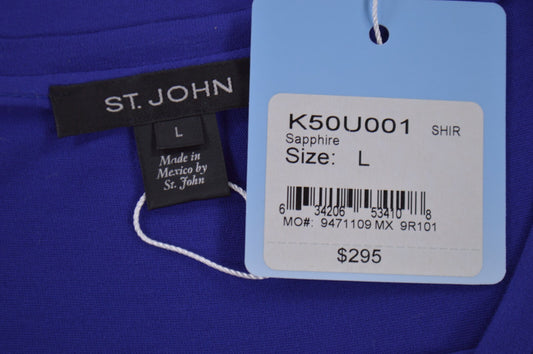 ST. JOHN
L
Made in
Mexico by
St. John
K50U001 SHIR
Sapphire
Size: L
6 34206 53410 8
MO#: 9471109 MX 9R101
$295